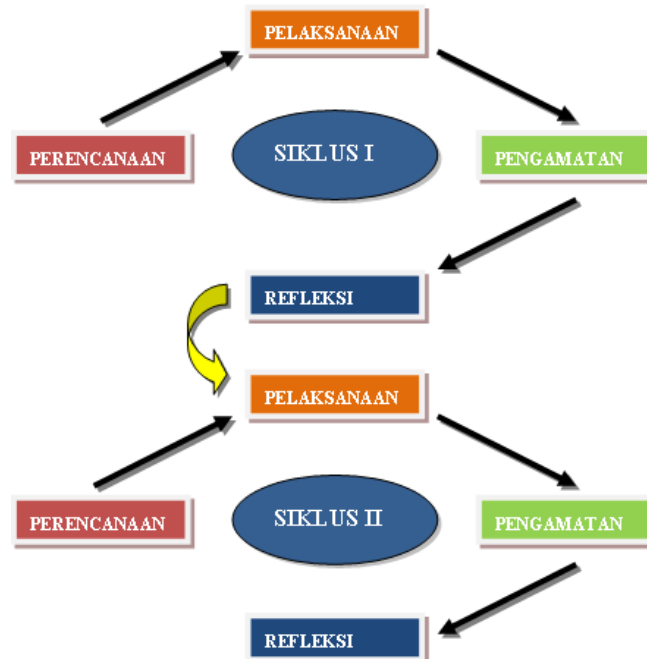 PELAKSANAAN
PERENCANAAN
SIKLUS I
PENGAMATAN
REFLEKSI
PELAKSANAAN
PERENCANAAN
SIKLUS II
PENGAMATAN
REFLEKSI